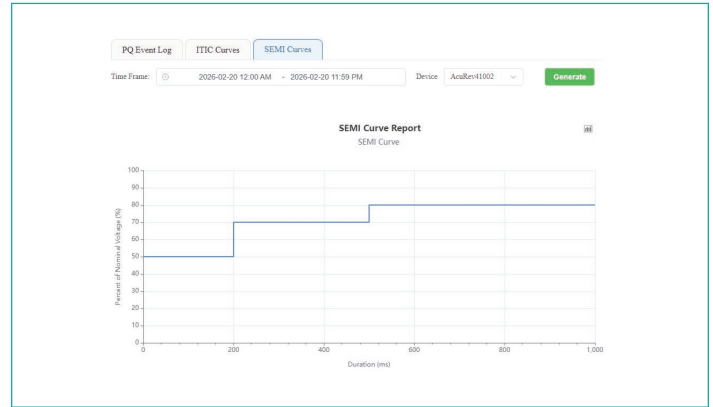 PQ Event Log ITIC Curves SEMI Curves
Time Frame: 2026-02-20 12:00 AM - 2026-02-20 11:59 PM Device AcuRev41002 Generate
SEMI Curve Report
SEMI Curve
Percent of Nominal Voltage (%)
100
90
80
70
60
50
40
30
20
10
0
0 200 400 600 800 1,000
Duration (ms)